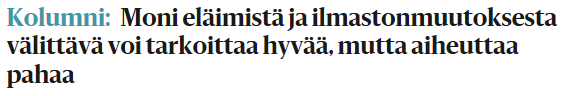 Kolumni: Moni eläimistä ja ilmastonmuutoksesta
välittävä voi tarkoittaa hyvää, mutta aiheuttaa
pahaa